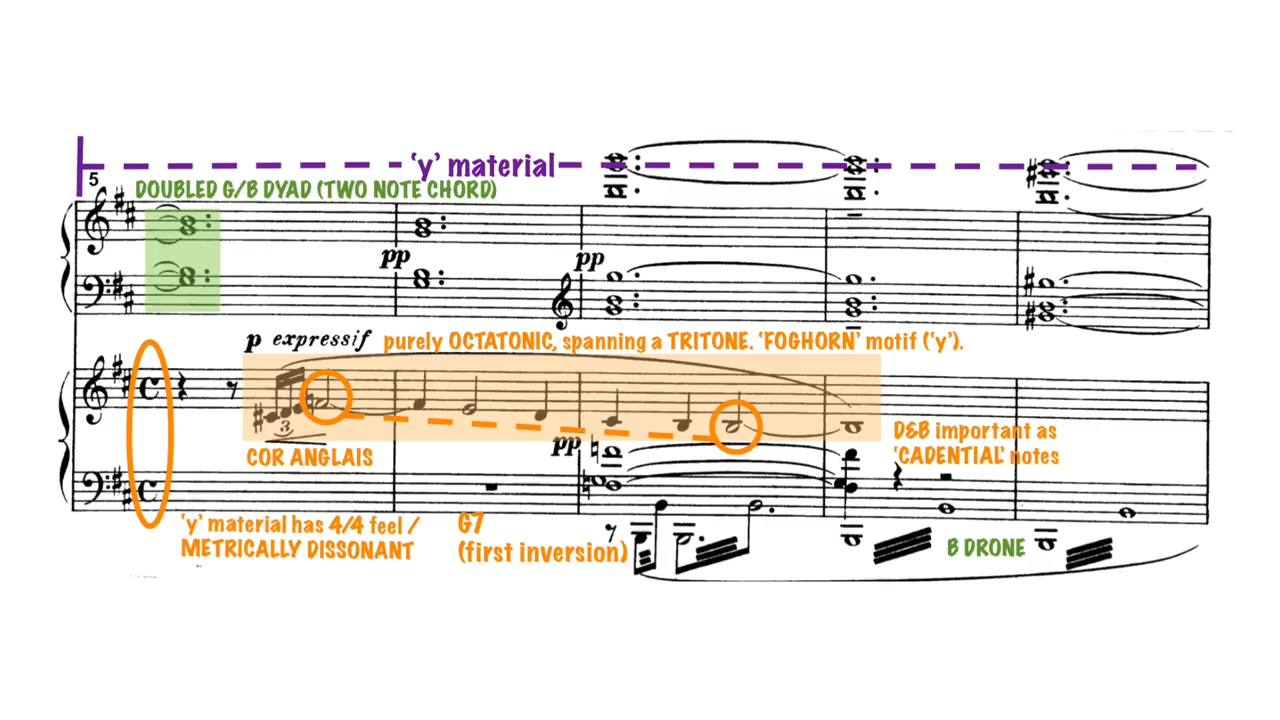 'y' material
5
DOUBLED G/B DYAD (TWO NOTE CHORD)
pp
pp
p expressif
purely OCTATONIC, spanning a TRITONE. 'FOGHORN' motif ('y').
3
pp
COR ANGLAIS
D&B important as
'CADENTIAL' notes
'y' material has 4/4 feel /
METRICALLY DISSONANT
G7
(first inversion)
B DRONE